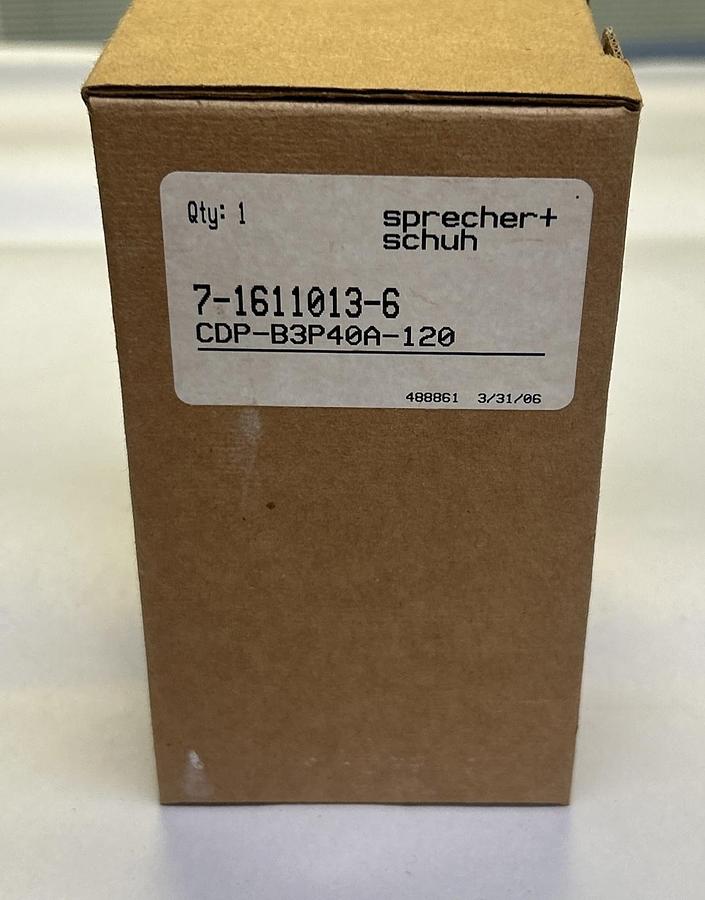 Qty: 1
sprecher+
schuh
7-1611013-6
CDP-B3P40A-120
488861 3/31/06